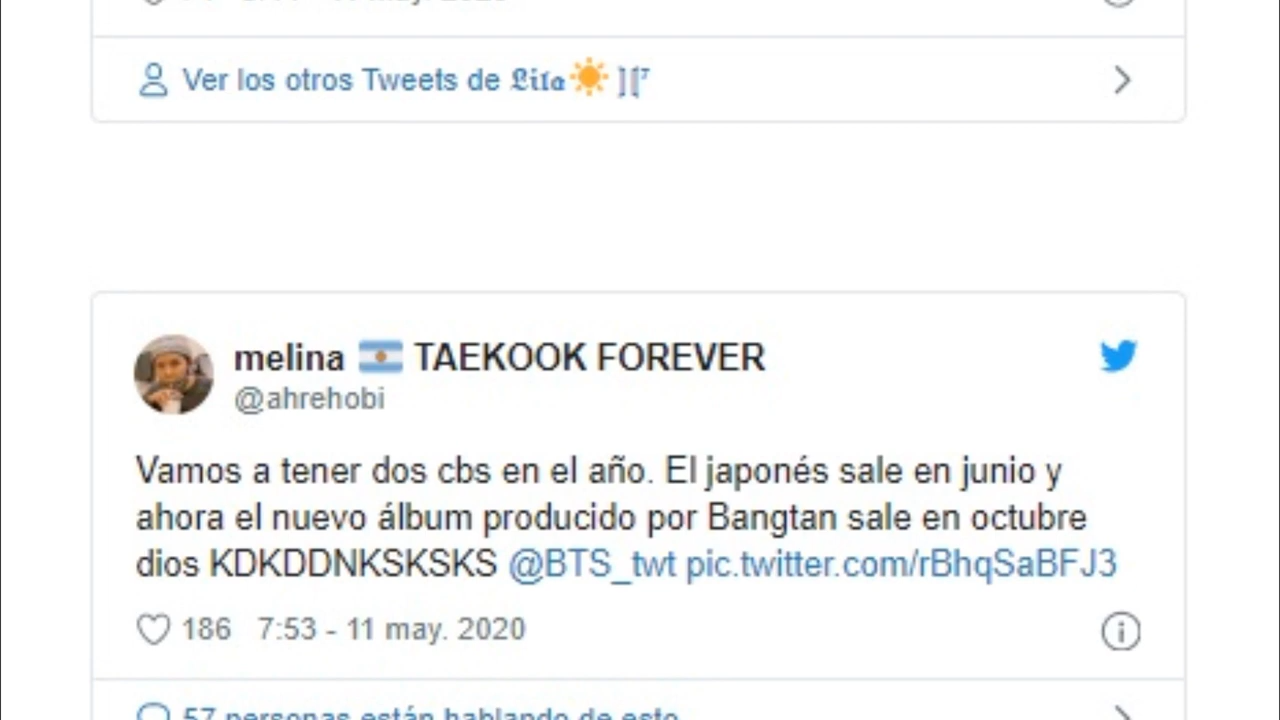 Ver los otros Tweets de 𝕷𝖎𝖑𝖆☀️
melina 🇦🇷 TAEKOOK FOREVER
@ahrehobi
Vamos a tener dos cbs en el año. El japonés sale en junio y
ahora el nuevo álbum producido por Bangtan sale en octubre
dios KDKDDNKSKSKS @BTS_twt pic.twitter.com/rBhqSaBFJ3
186 7:53 - 11 may. 2020
57 personas están hablando de esto